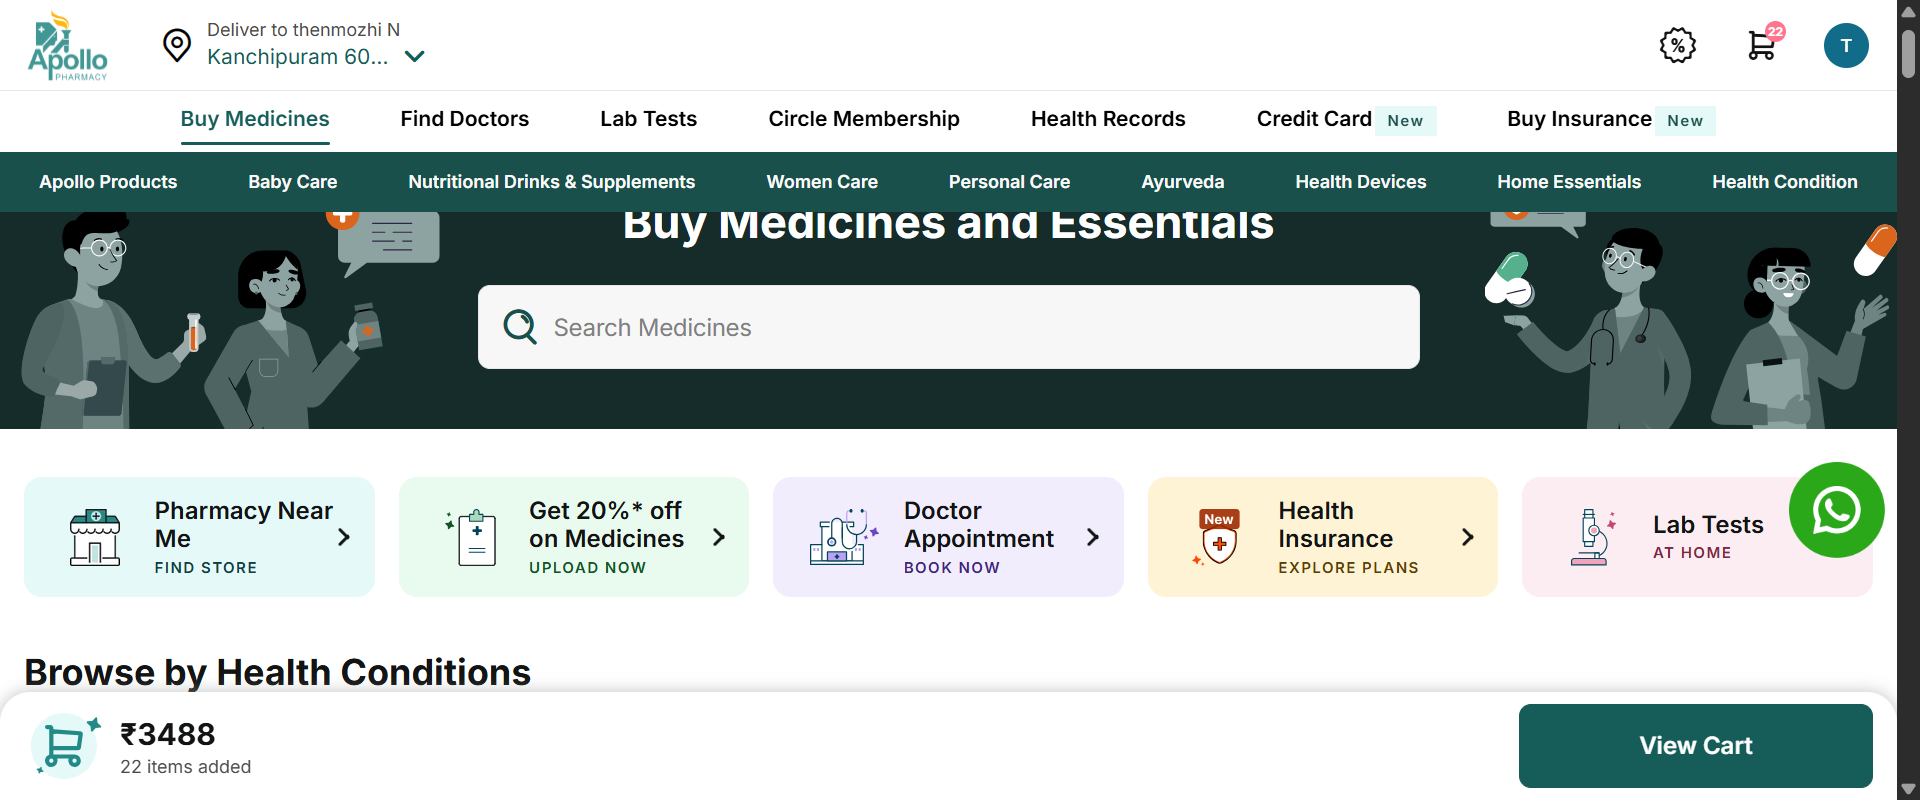 Apollo
PHARMACY
Deliver to thenmozhi N
Kanchipuram 60...
22
T
Buy Medicines
Find Doctors
Lab Tests
Circle Membership
Health Records
Credit Card New
Buy Insurance New
Apollo Products
Baby Care
Nutritional Drinks & Supplements
Women Care
Personal Care
Ayurveda
Health Devices
Home Essentials
Health Condition
Buy Medicines and Essentials
Search Medicines
Pharmacy Near
Me
FIND STORE
Get 20%* off
on Medicines
UPLOAD NOW
Doctor
Appointment
BOOK NOW
New
Health
Insurance
EXPLORE PLANS
Lab Tests
AT HOME
Browse by Health Conditions
₹3488
22 items added
View Cart